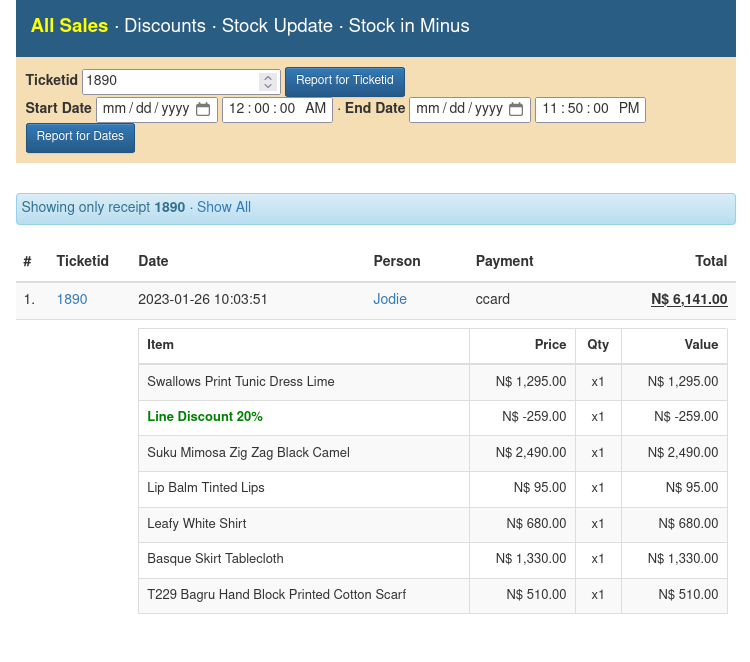 All Sales · Discounts · Stock Update · Stock in Minus
Ticketid 1890 Report for Ticketid
Start Date mm/dd/yyyy 12:00:00 AM · End Date mm/dd/yyyy 11:50:00 PM
Report for Dates
Showing only receipt 1890 · Show All
# Ticketid Date Person Payment Total
1. 1890 2023-01-26 10:03:51 Jodie ccard N$ 6,141.00
Item Price Qty Value
Swallows Print Tunic Dress Lime N$ 1,295.00 x1 N$ 1,295.00
Line Discount 20% N$ -259.00 x1 N$ -259.00
Suku Mimosa Zig Zag Black Camel N$ 2,490.00 x1 N$ 2,490.00
Lip Balm Tinted Lips N$ 95.00 x1 N$ 95.00
Leafy White Shirt N$ 680.00 x1 N$ 680.00
Basque Skirt Tablecloth N$ 1,330.00 x1 N$ 1,330.00
T229 Bagru Hand Block Printed Cotton Scarf N$ 510.00 x1 N$ 510.00